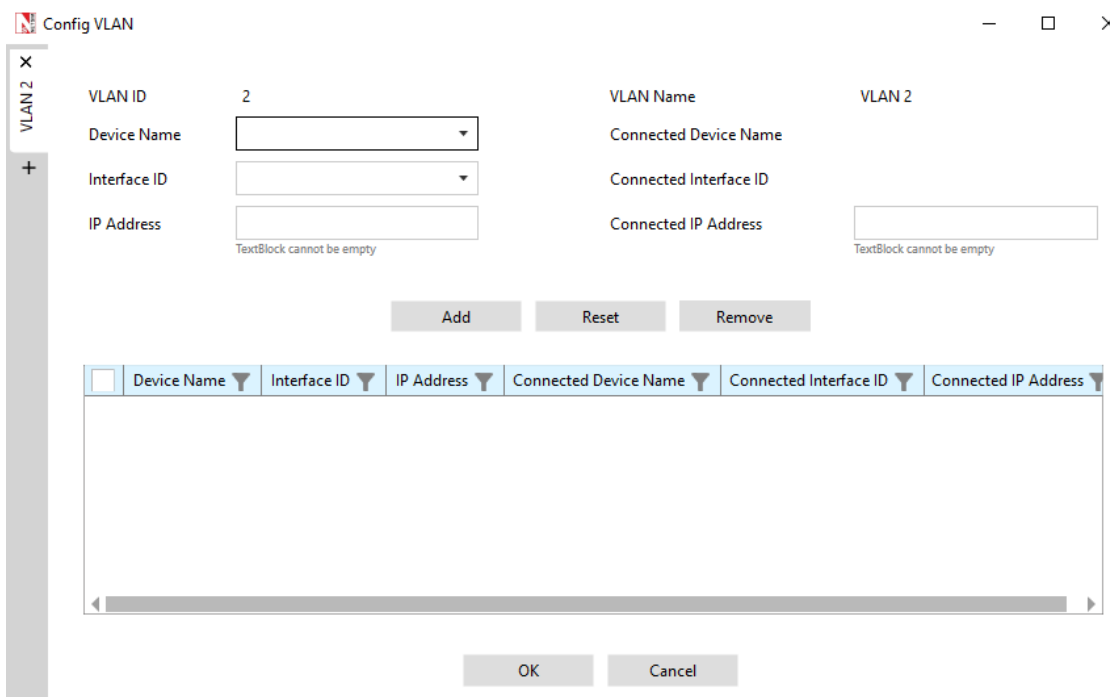 Config VLAN
VLAN 2
VLAN ID 2 VLAN Name VLAN 2
Device Name Connected Device Name
Interface ID Connected Interface ID
IP Address Connected IP Address
TextBlock cannot be empty TextBlock cannot be empty
Add Reset Remove
Device Name Interface ID IP Address Connected Device Name Connected Interface ID Connected IP Address
OK Cancel